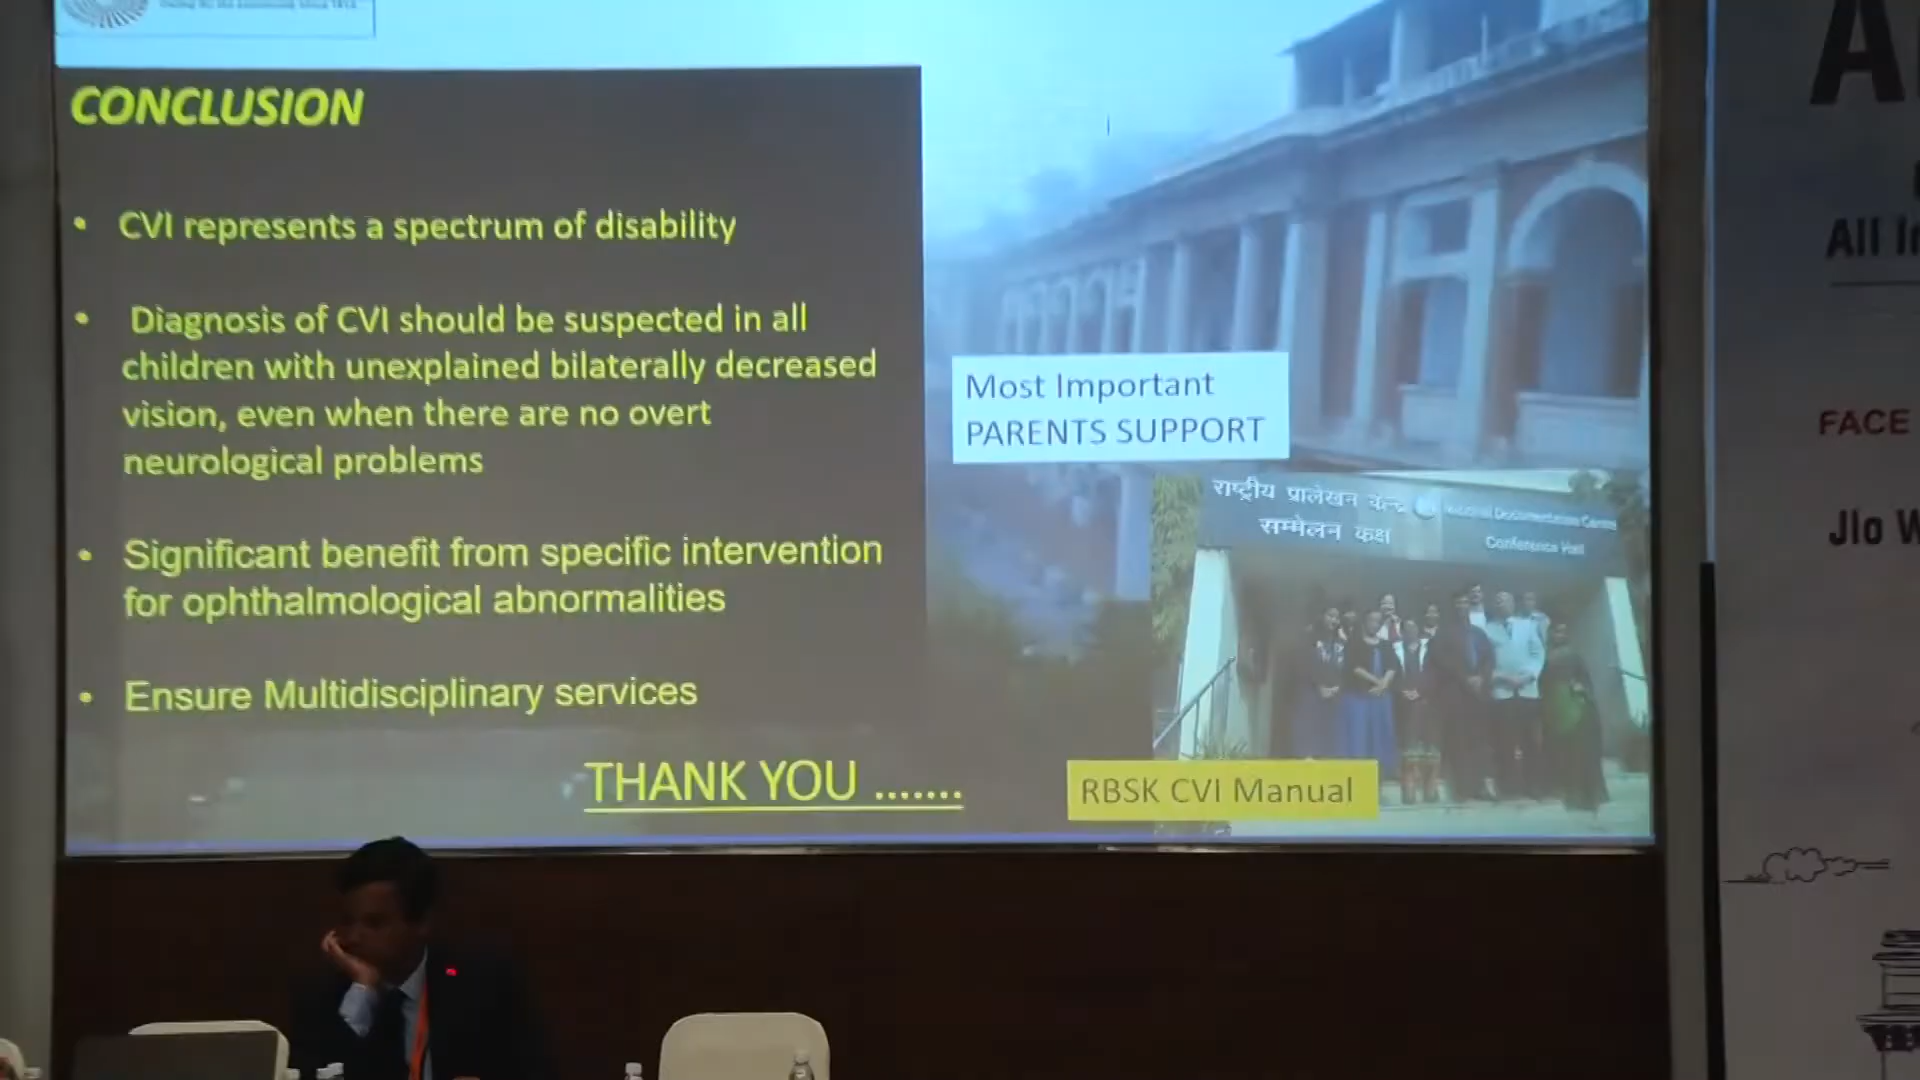 CONCLUSION
• CVI represents a spectrum of disability
• Diagnosis of CVI should be suspected in all
children with unexplained bilaterally decreased
vision, even when there are no overt
neurological problems
• Significant benefit from specific intervention
for ophthalmological abnormalities
• Ensure Multidisciplinary services
THANK YOU .......
Most Important
PARENTS SUPPORT
राष्ट्रीय प्रालेखन केन्द्र
सम्मेलन कक्ष
National Documentation Centre
Conference Hall
RBSK CVI Manual
All
FACE
JIo W